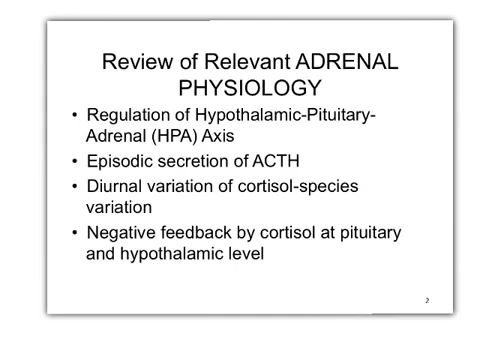 Review of Relevant ADRENAL
PHYSIOLOGY
• Regulation of Hypothalamic-Pituitary-
Adrenal (HPA) Axis
• Episodic secretion of ACTH
• Diurnal variation of cortisol-species
variation
• Negative feedback by cortisol at pituitary
and hypothalamic level
2